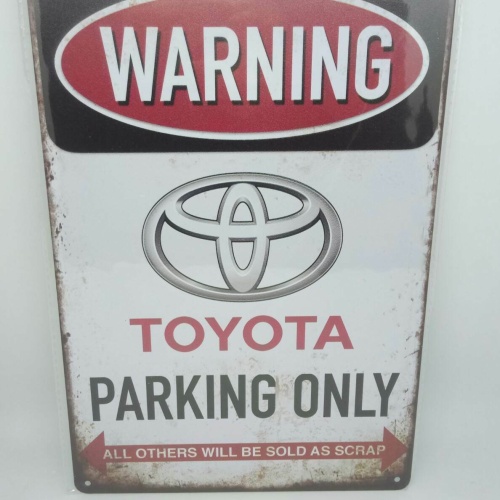 WARNING
TOYOTA
PARKING ONLY
ALL OTHERS WILL BE SOLD AS SCRAP